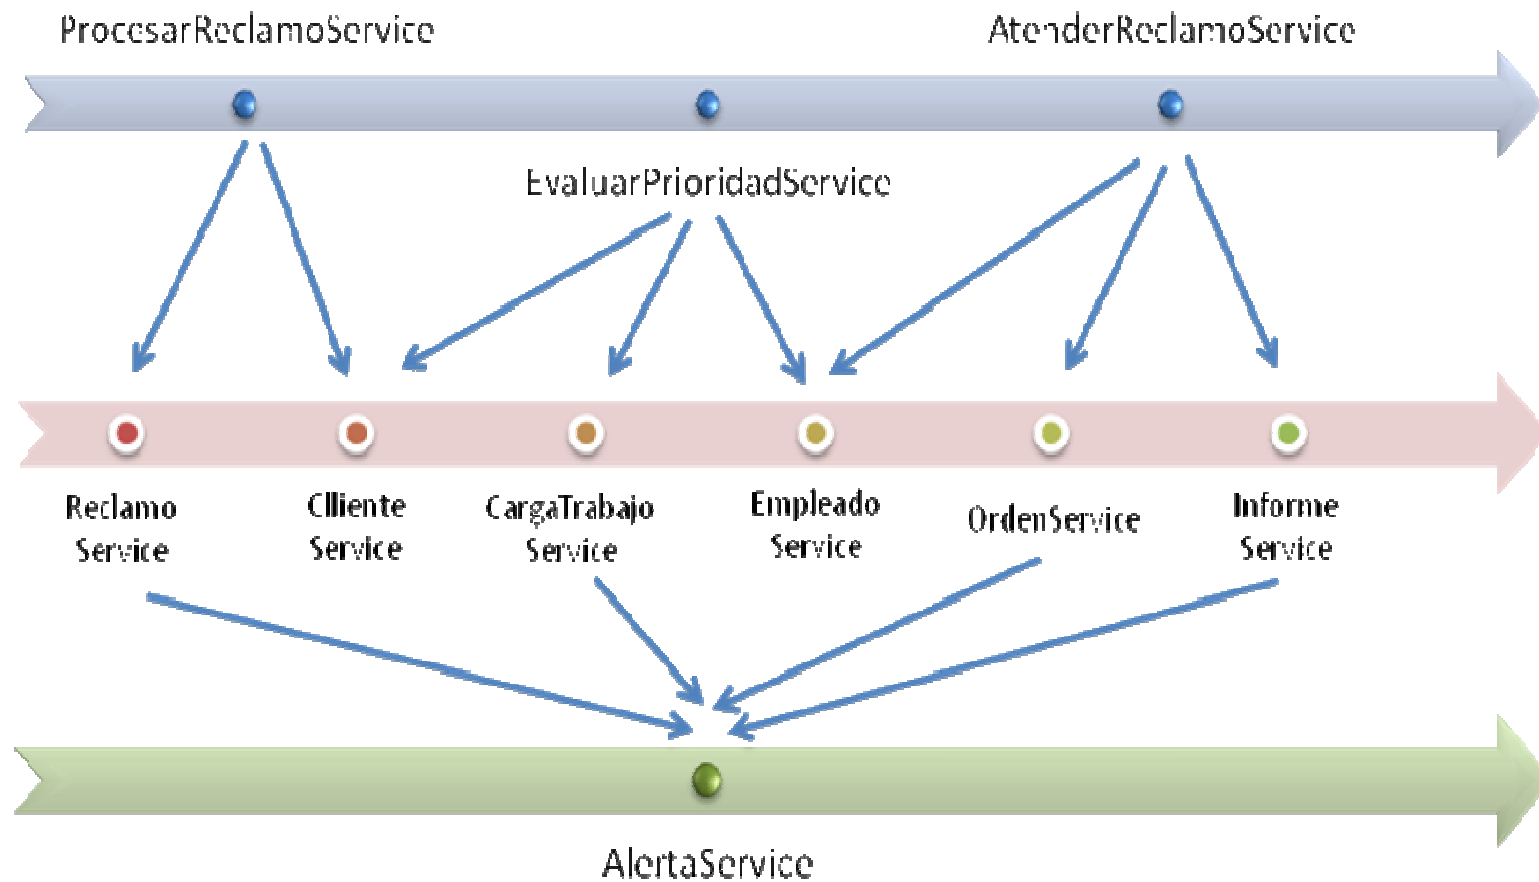 ProcesarReclamoService
AtenderReclamoService
EvaluarPrioridadService
Reclamo
Service
Clliente
Service
CargaTrabajo
Service
Empleado
Service
OrdenService
Informe
Service
AlertaService